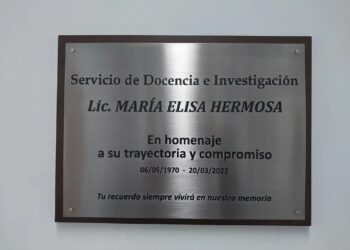 Servicio de Docencia e Investigación
Lic. MARÍA ELISA HERMOSA
En homenaje
a su trayectoria y compromiso
06/05/1970 - 20/03/2022
Tu recuerdo siempre vivirá en nuestra memoria